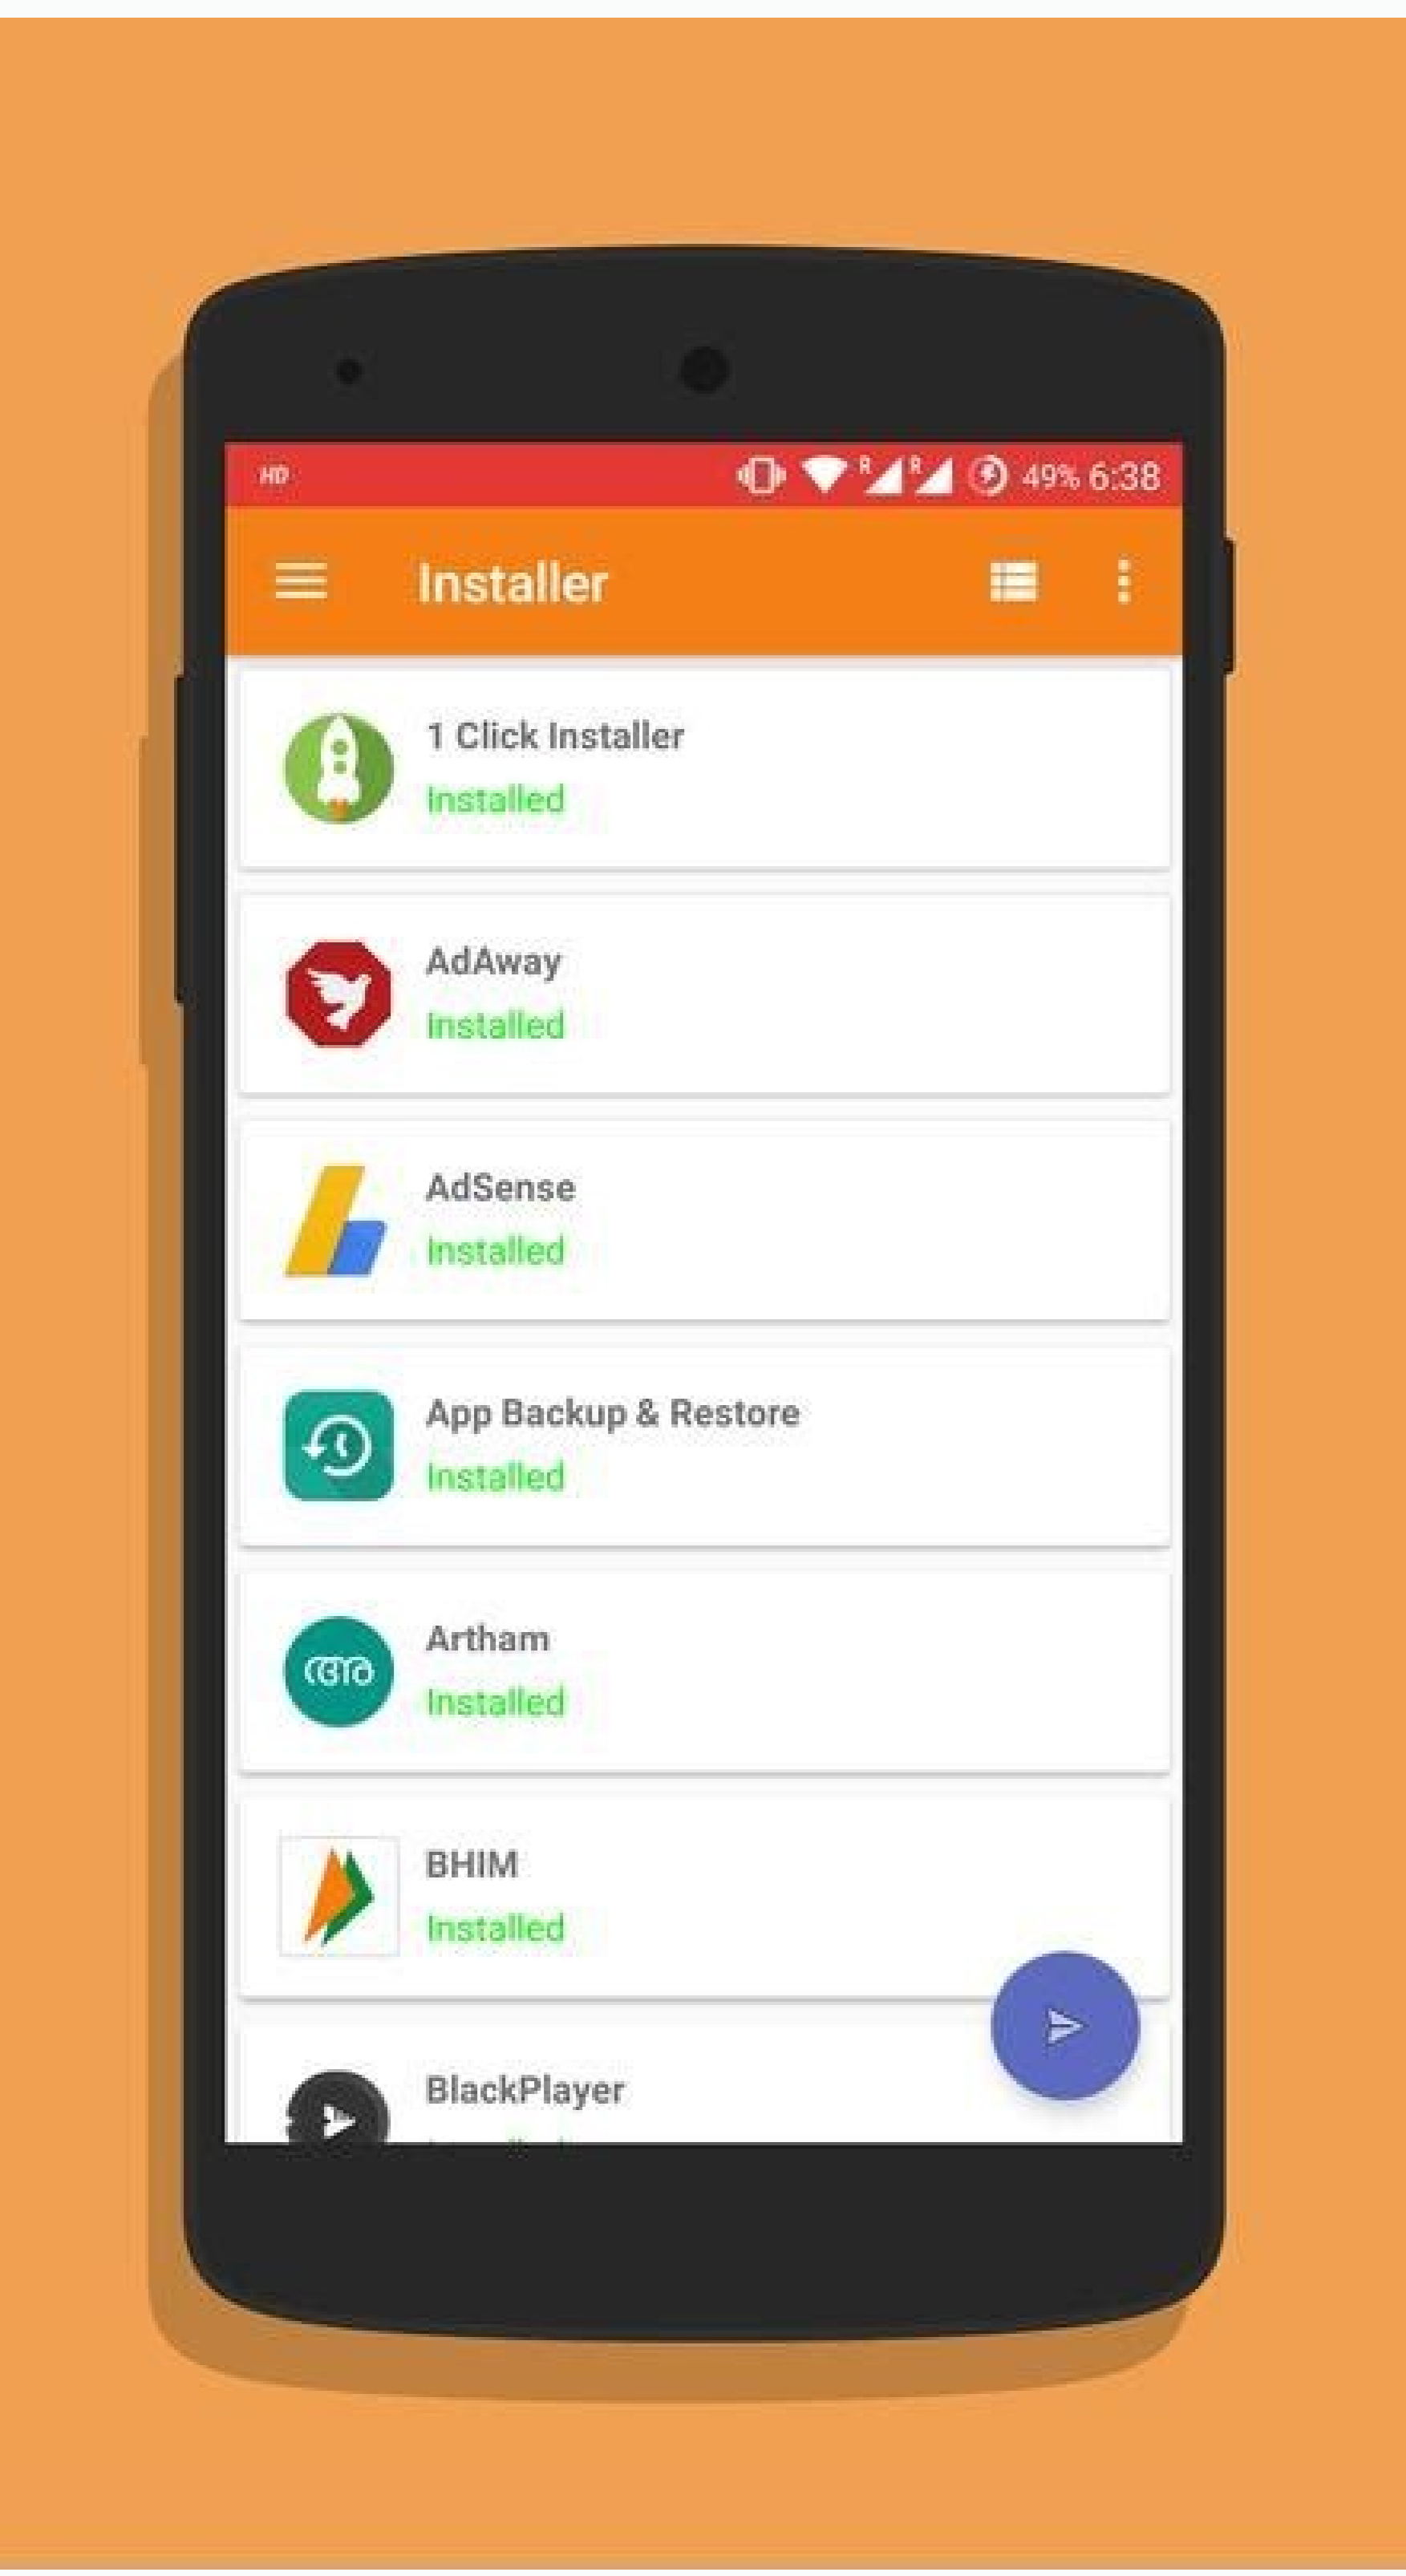 HD R R 49% 6:38
Installer
1 Click Installer
Installed
AdAway
Installed
AdSense
Installed
App Backup & Restore
Installed
Artham
അ
Installed
BHIM
Installed
BlackPlayer